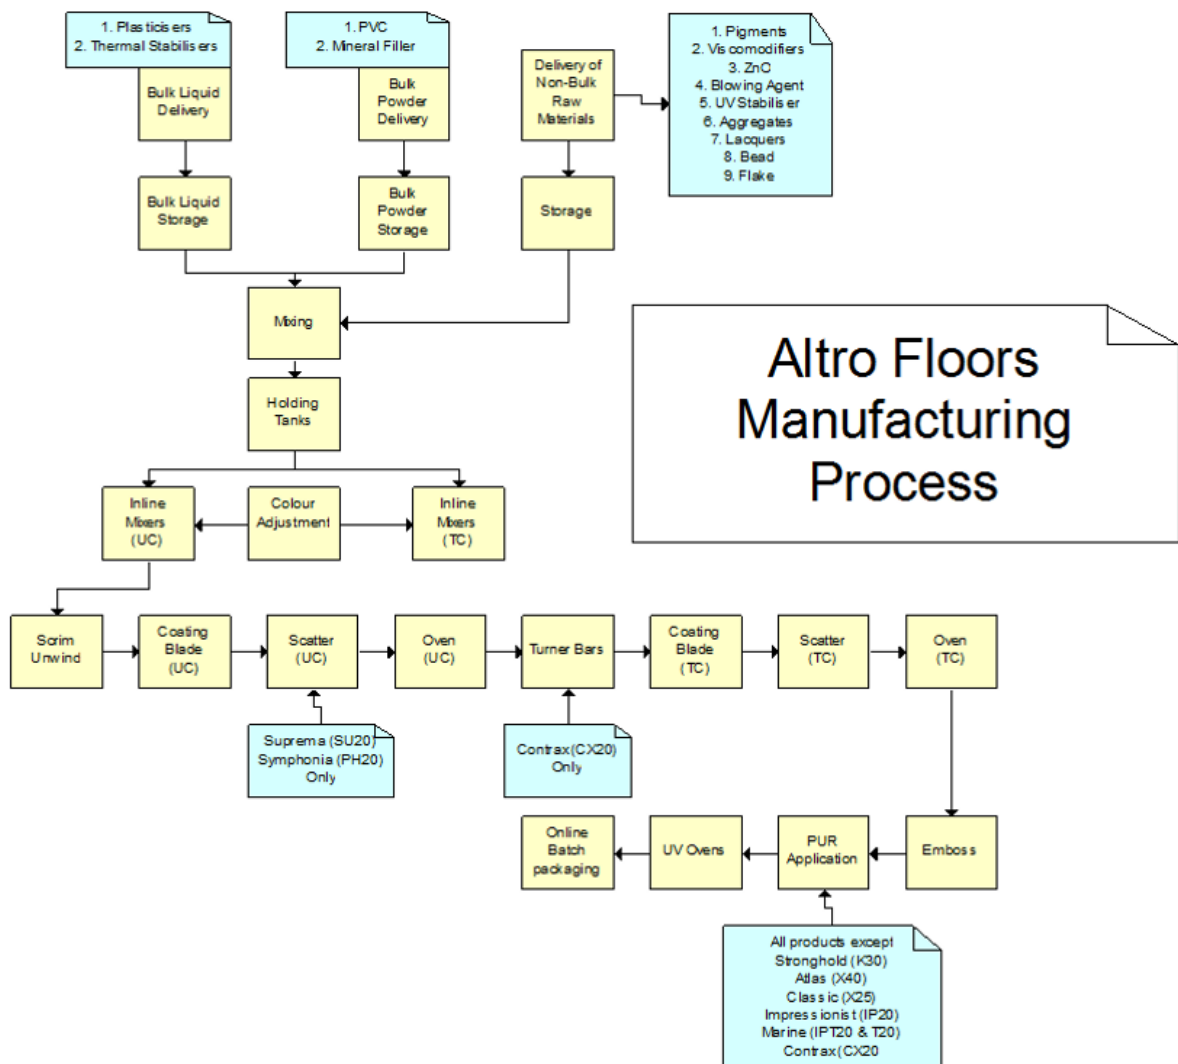 1. Plasticisers
2. Thermal Stabilisers
1. PVC
2. Mineral Filler
1. Pigments
2. Viscomodifiers
3. ZnO
4. Blowing Agent
5. UV Stabiliser
6. Aggregates
7. Lacquers
8. Bead
9. Flake
Bulk Liquid
Delivery
Bulk
Powder
Delivery
Delivery of
Non-Bulk
Raw
Materials
Bulk Liquid
Storage
Bulk
Powder
Storage
Storage
Mixing
Altro Floors
Manufacturing
Process
Holding
Tanks
Inline
Mixers
(UC)
Colour
Adjustment
Inline
Mixers
(TC)
Scrim
Unwind
Coating
Blade
(UC)
Scatter
(UC)
Oven
(UC)
Turner Bars
Coating
Blade
(TC)
Scatter
(TC)
Oven
(TC)
Suprema (SU20)
Symphonia (PH20)
Only
Contrax (CX20)
Only
Online
Batch
packaging
UV Ovens
PUR
Application
Emboss
All products except
Stronghold (K30)
Atlas (X40)
Classic (X25)
Impressionist (IP20)
Marine (IPT20 & T20)
Contrax (CX20